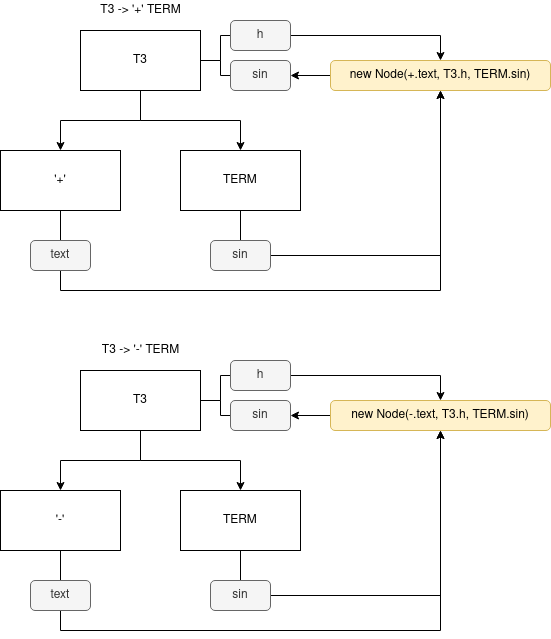 T3 -> '+' TERM
h
T3
sin
new Node(+.text, T3.h, TERM.sin)
'+'
TERM
text
sin
T3 -> '-' TERM
h
T3
sin
new Node(-.text, T3.h, TERM.sin)
'-'
TERM
text
sin